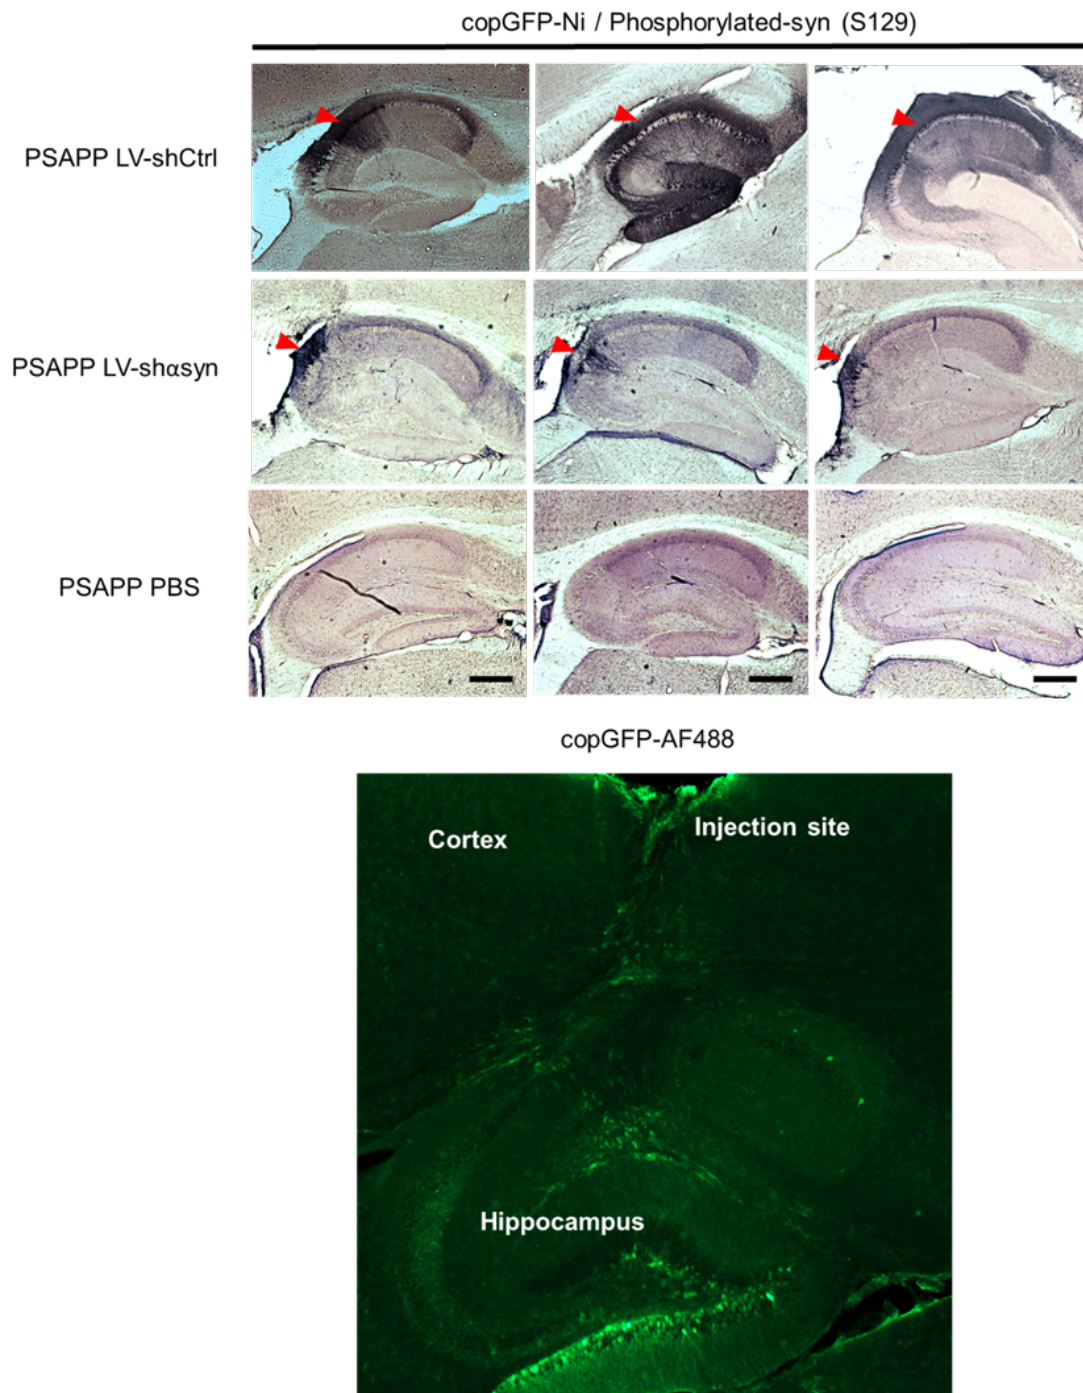 copGFP-Ni / Phosphorylated-syn (S129)
PSAPP LV-shCtrl
PSAPP LV-shαsyn
PSAPP PBS
copGFP-AF488
Cortex
Injection site
Hippocampus